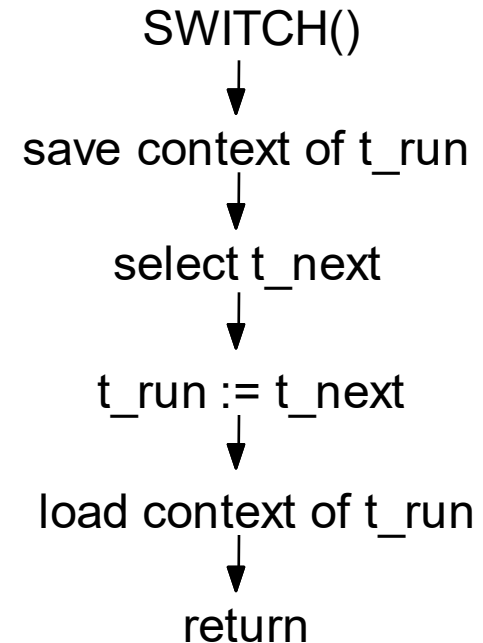 SWITCH()
save context of t_run
select t_next
t_run := t_next
load context of t_run
return